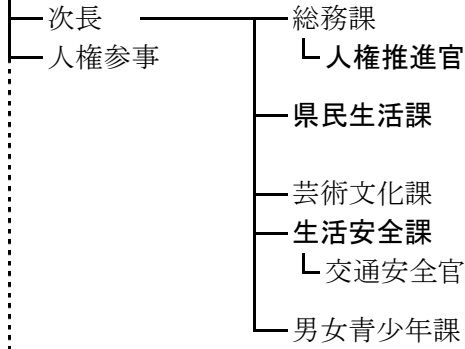 次長 総務課
人権参事 人権推進官
県民生活課
芸術文化課
生活安全課
交通安全官
男女青少年課